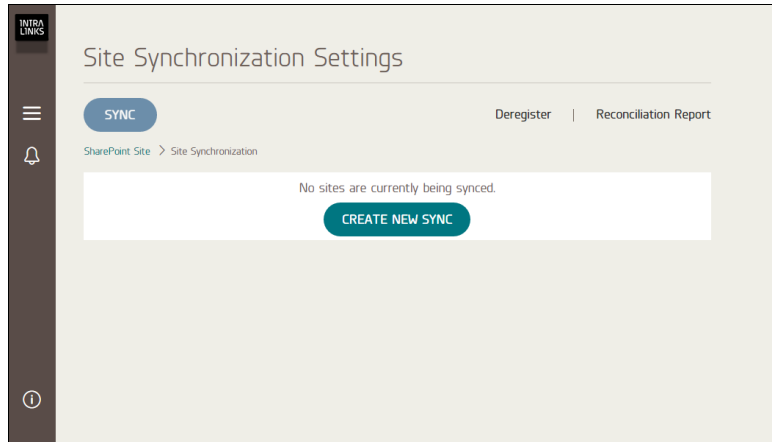 INTRA
LINKS
Site Synchronization Settings
SYNC
Deregister | Reconciliation Report
SharePoint Site > Site Synchronization
No sites are currently being synced.
CREATE NEW SYNC